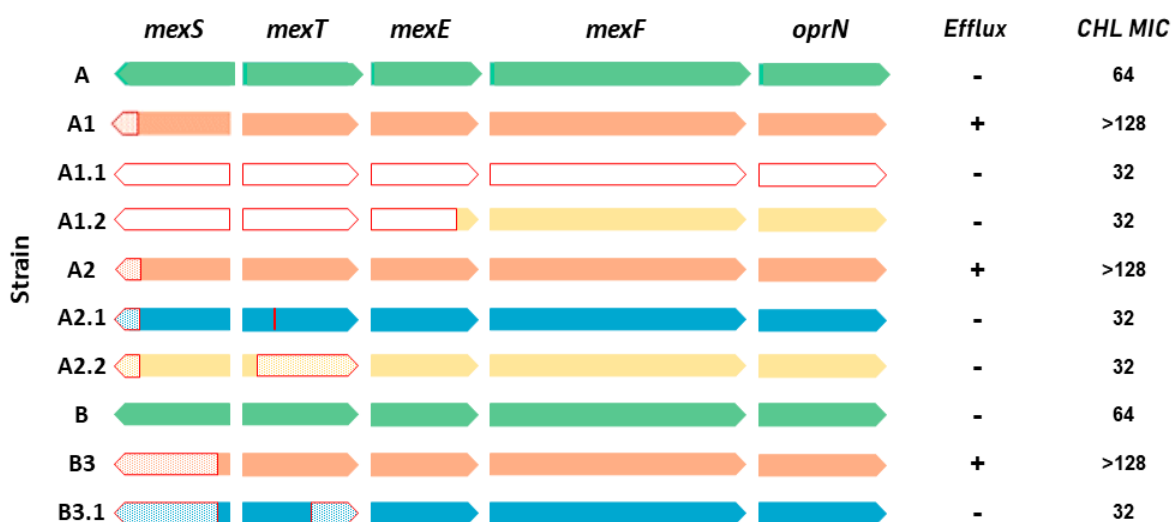 mexS mexT mexE mexF oprN Efflux CHL MIC
A - 64
A1 + >128
A1.1 - 32
A1.2 - 32
A2 + >128
A2.1 - 32
A2.2 - 32
B - 64
B3 + >128
B3.1 - 32
Strain